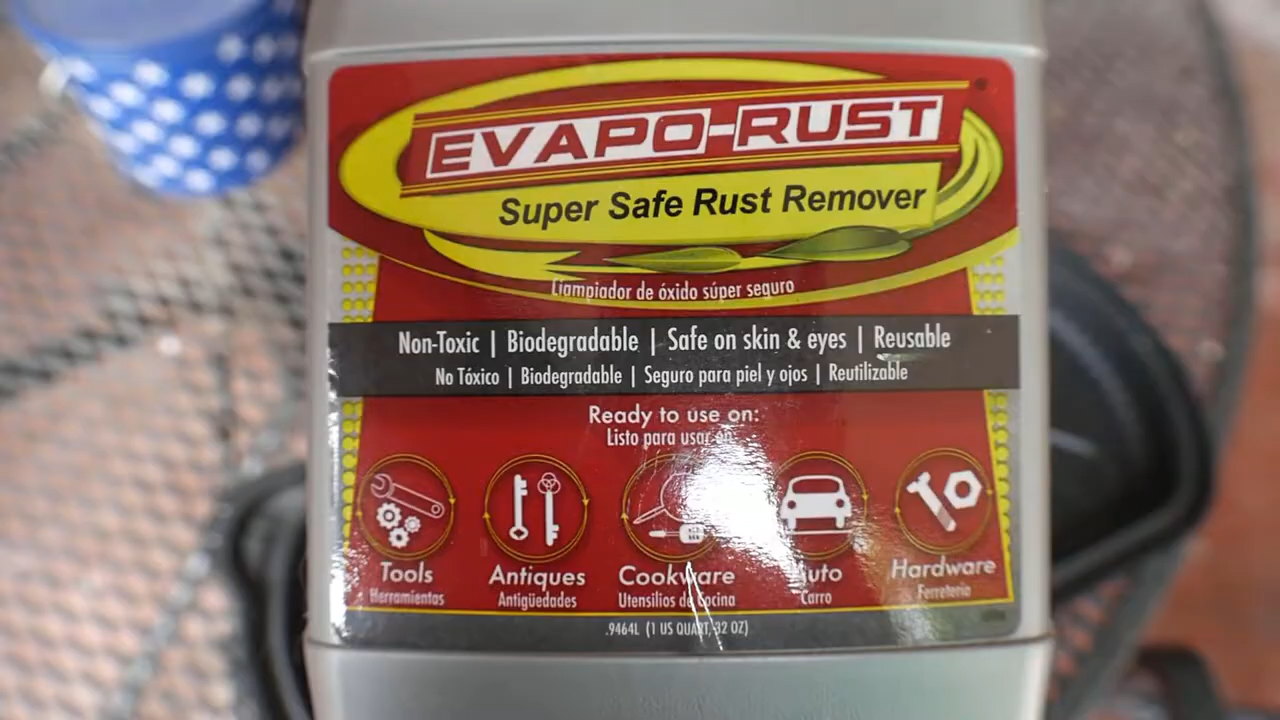 EVAPO-RUST
Super Safe Rust Remover
Liampiador de óxido súper seguro
Non-Toxic | Biodegradable | Safe on skin & eyes | Reusable
No Tóxico | Biodegradable | Seguro para piel y ojos | Reutilizable
Ready to use on:
Listo para usar en:
Tools Antiques Cookware Auto Hardware
Herramientas Antigüedades Utensilios de Cocina Carro Ferretería
.9464L (1 US QUART, 32 OZ)